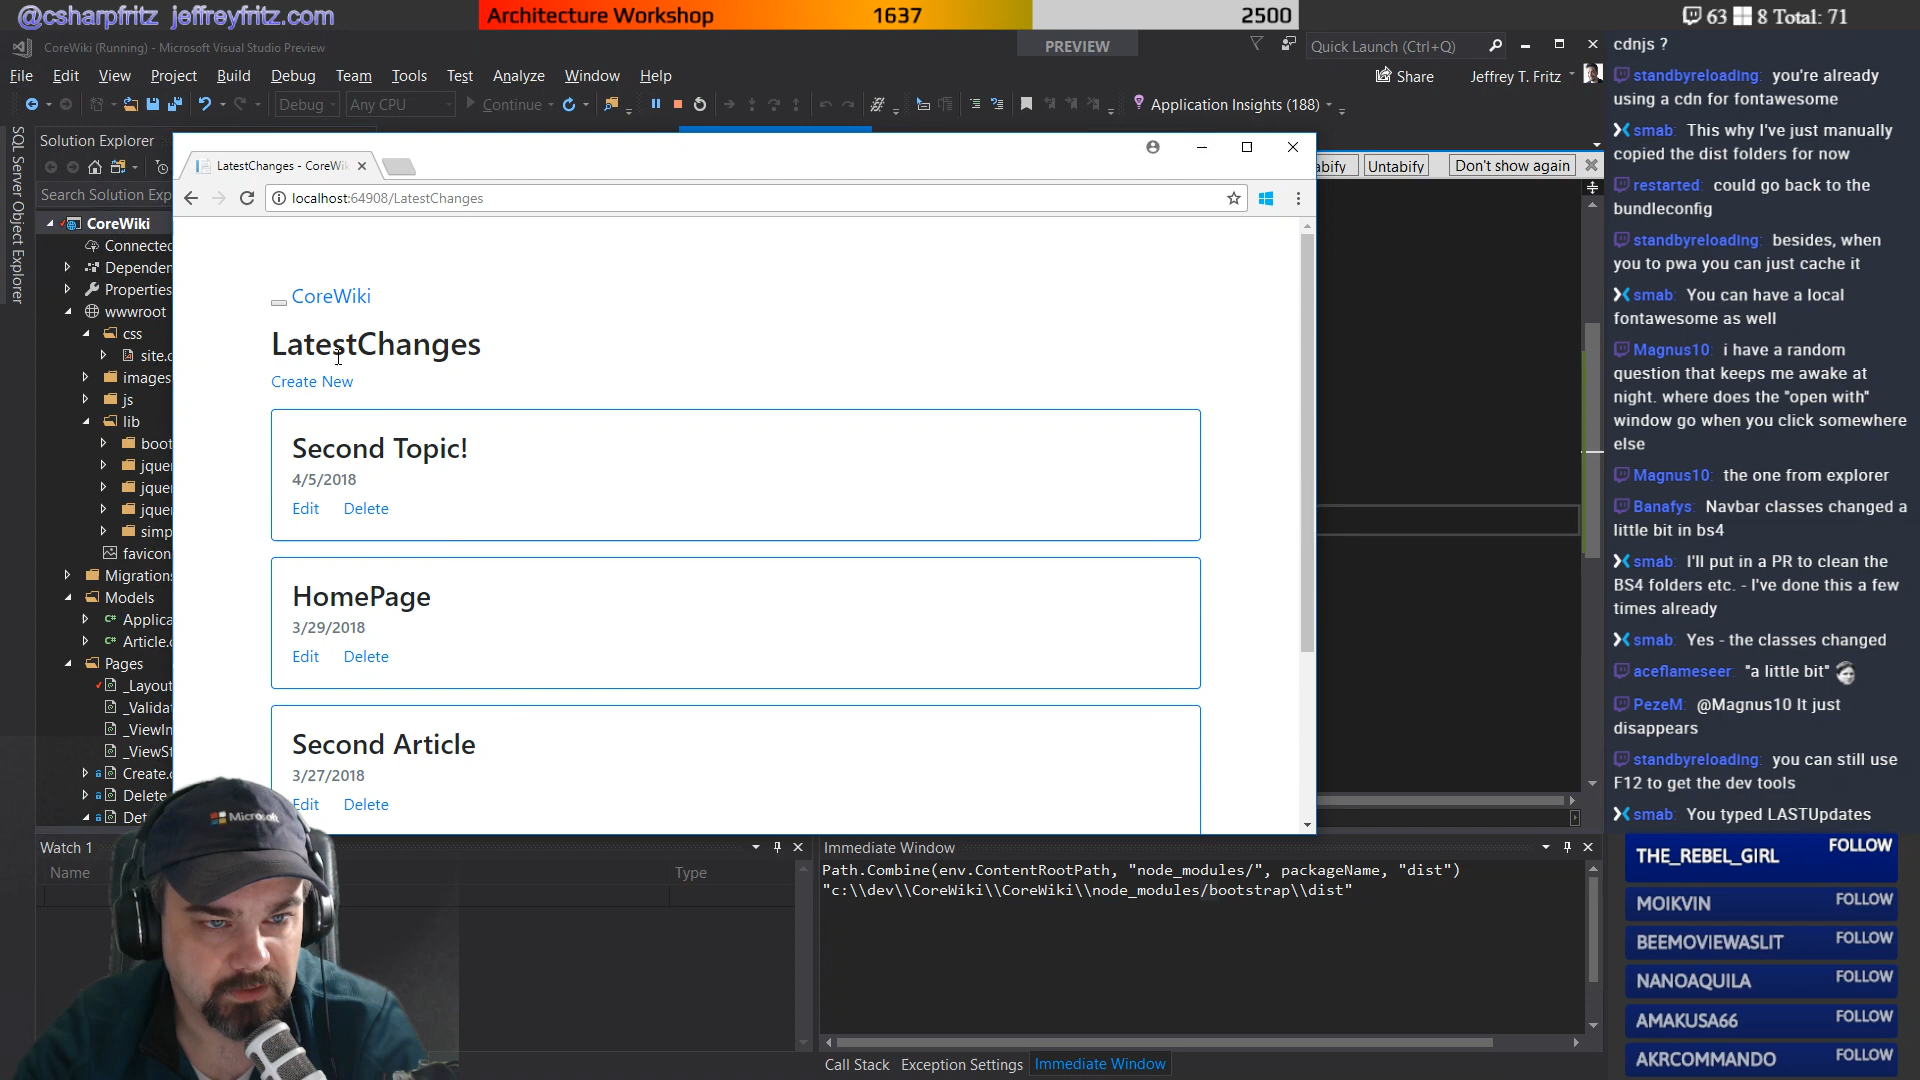 @csharpfritz jeffreyfritz.com
Architecture Workshop 1637 2500
63 8 Total: 71
CoreWiki (Running) - Microsoft Visual Studio Preview
PREVIEW
Quick Launch (Ctrl+Q)
File Edit View Project Build Debug Team Tools Test Analyze Window Help
Share Jeffrey T. Fritz
Debug Any CPU Continue Application Insights (188)
SQL Server Object Explorer
Solution Explorer
Search Solution Exp
CoreWiki
Connected
Dependen
Properties
wwwroot
css
site.c
images
js
lib
boot
jquer
jque
jque
simp
favicon
Migrations
Models
Applica
Article.c
Pages
_Layout
_Valida
_ViewIn
_ViewSt
Create.c
Delete
Det
LatestChanges - CoreWi
localhost:64908/LatestChanges
CoreWiki
LatestChanges
Create New
Second Topic!
4/5/2018
Edit Delete
HomePage
3/29/2018
Edit Delete
Second Article
3/27/2018
Edit Delete
abify Untabify Don't show again
Watch 1
Name Type
Immediate Window
Path.Combine(env.ContentRootPath, "node_modules/", packageName, "dist")
"c:\\dev\\CoreWiki\\CoreWiki\\node_modules/bootstrap\\dist"
Call Stack Exception Settings Immediate Window
Microsoft
cdnjs ?
standbyreloading: you're already
using a cdn for fontawesome
smab: This why I've just manually
copied the dist folders for now
restarted: could go back to the
bundleconfig
standbyreloading: besides, when
you to pwa you can just cache it
smab: You can have a local
fontawesome as well
Magnus10: i have a random
question that keeps me awake at
night. where does the "open with"
window go when you click somewhere
else
Magnus10: the one from explorer
Banafys: Navbar classes changed a
little bit in bs4
smab: I'll put in a PR to clean the
BS4 folders etc. - I've done this a few
times already
smab: Yes - the classes changed
aceflameseer: "a little bit"
PezeM: @Magnus10 It just
disappears
standbyreloading: you can still use
F12 to get the dev tools
smab: You typed LASTUpdates
THE_REBEL_GIRL FOLLOW
MOIKVIN FOLLOW
BEEMOVIEWASLIT FOLLOW
NANOAQUILA FOLLOW
AMAKUSA66 FOLLOW
AKRCOMMANDO FOLLOW